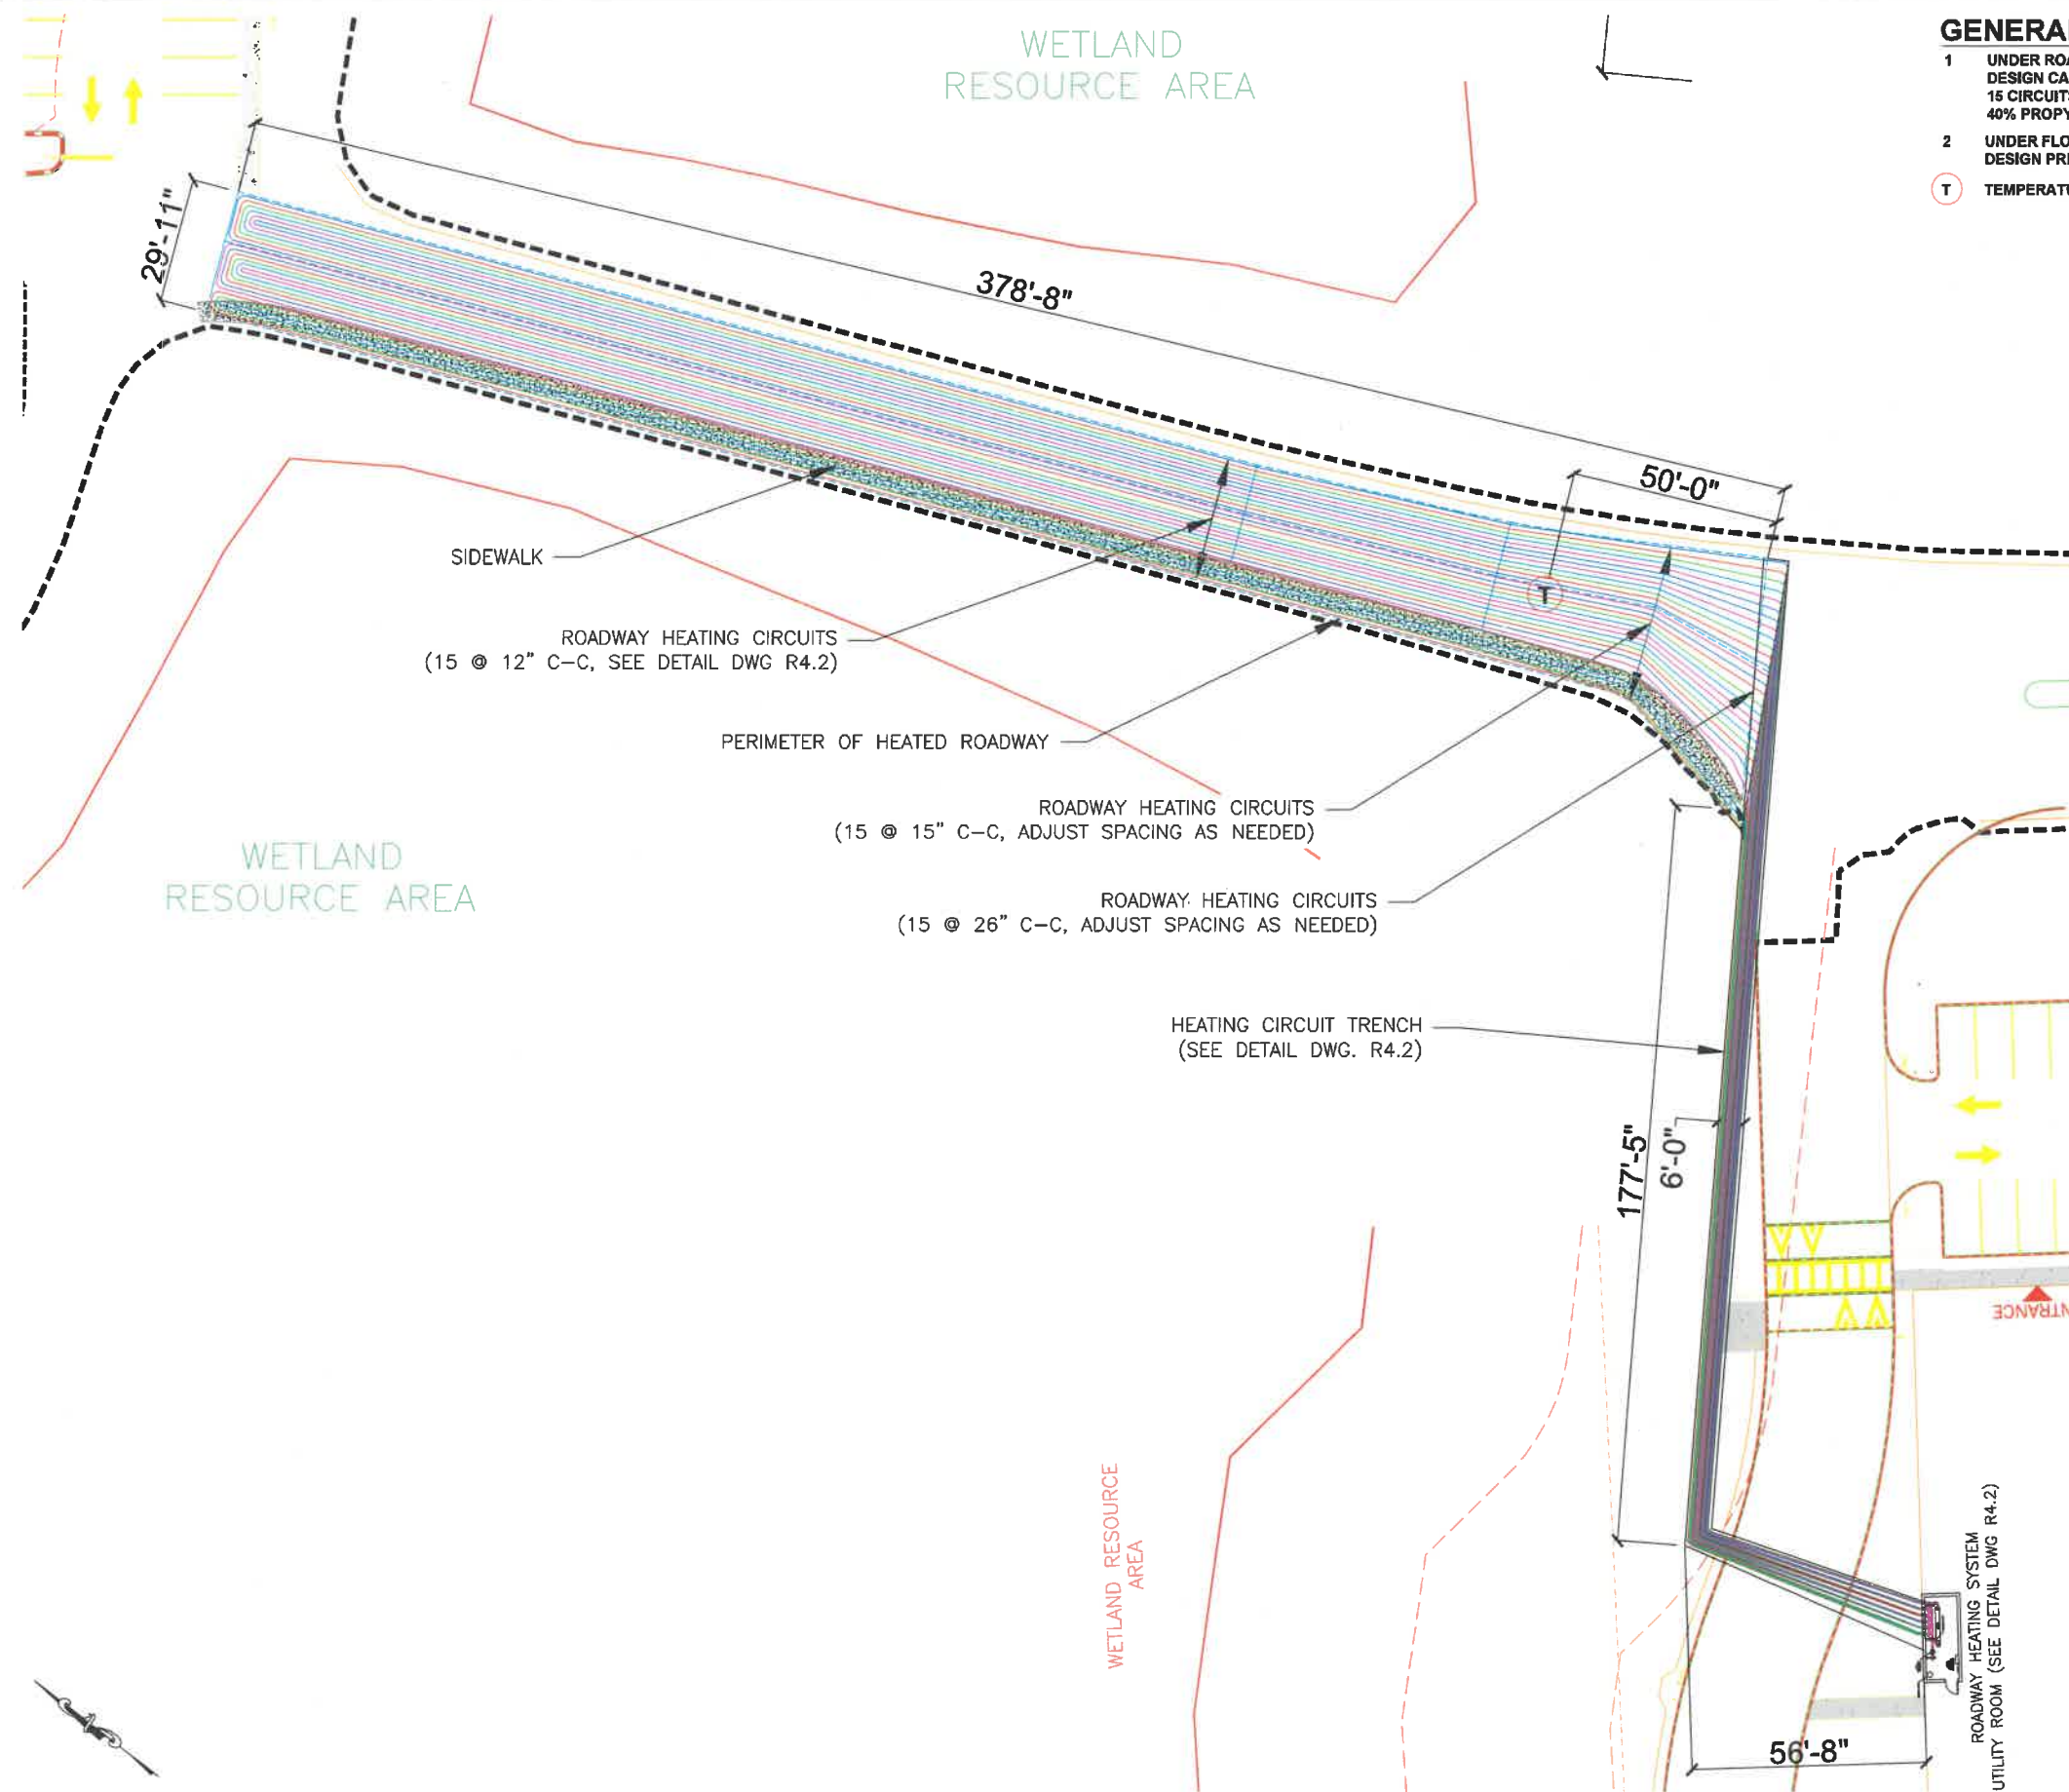 WETLAND
RESOURCE AREA
GENERAL
1 UNDER ROA
DESIGN CA
15 CIRCUIT
40% PROPY
2 UNDER FLO
DESIGN PRE
T TEMPERATU
29'-11"
378'-8"
50'-0"
T
SIDEWALK
ROADWAY HEATING CIRCUITS
(15 @ 12" C-C, SEE DETAIL DWG R4.2)
PERIMETER OF HEATED ROADWAY
ROADWAY HEATING CIRCUITS
(15 @ 15" C-C, ADJUST SPACING AS NEEDED)
WETLAND
RESOURCE AREA
ROADWAY HEATING CIRCUITS
(15 @ 26" C-C, ADJUST SPACING AS NEEDED)
HEATING CIRCUIT TRENCH
(SEE DETAIL DWG. R4.2)
177'-5"
6'-0"
NTRANCE
WETLAND RESOURCE
AREA
ROADWAY HEATING SYSTEM
UTILITY ROOM (SEE DETAIL DWG R4.2)
56'-8"